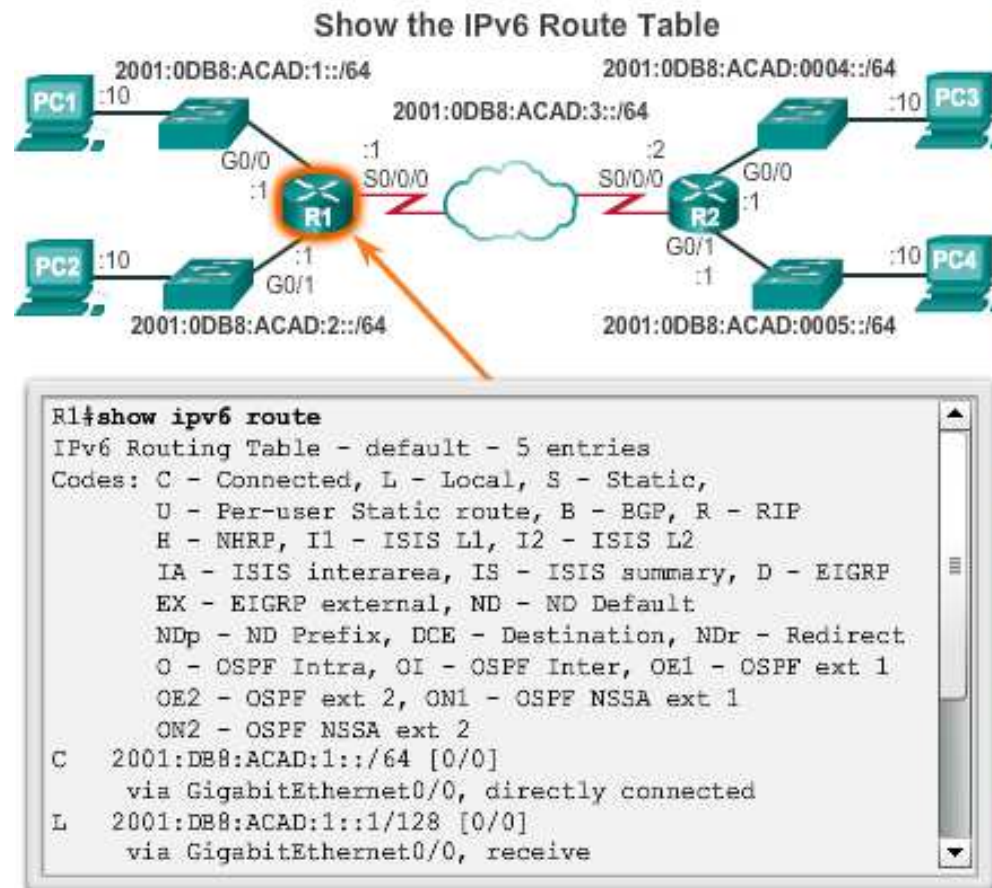 Show the IPv6 Route Table
2001:0DB8:ACAD:1::/64
2001:0DB8:ACAD:0004::/64
PC1
:10
2001:0DB8:ACAD:3::/64
:10
PC3
G0/0
:1
:1
S0/0/0
:2
S0/0/0
G0/0
:1
R1
R2
PC2
:10
:1
G0/1
G0/1
:1
:10
PC4
2001:0DB8:ACAD:2::/64
2001:0DB8:ACAD:0005::/64
R1#show ipv6 route
IPv6 Routing Table - default - 5 entries
Codes: C - Connected, L - Local, S - Static,
U - Per-user Static route, B - BGP, R - RIP
H - NHRP, I1 - ISIS L1, I2 - ISIS L2
IA - ISIS interarea, IS - ISIS summary, D - EIGRP
EX - EIGRP external, ND - ND Default
NDp - ND Prefix, DCE - Destination, NDr - Redirect
O - OSPF Intra, OI - OSPF Inter, OE1 - OSPF ext 1
OE2 - OSPF ext 2, ON1 - OSPF NSSA ext 1
ON2 - OSPF NSSA ext 2
C 2001:DB8:ACAD:1::/64 [0/0]
via GigabitEthernet0/0, directly connected
L 2001:DB8:ACAD:1::1/128 [0/0]
via GigabitEthernet0/0, receive